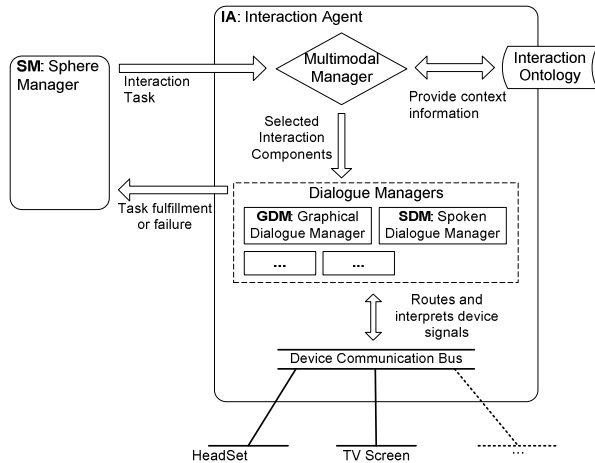 IA: Interaction Agent
SM: Sphere
Manager
Interaction
Task
Multimodal
Manager
Interaction
Ontology
Provide context
information
Selected
Interaction
Components
Task fulfillment
or failure
Dialogue Managers
GDM: Graphical
Dialogue Manager
SDM: Spoken
Dialogue Manager
...
...
Routes and
interprets device
signals
Device Communication Bus
HeadSet
TV Screen
...